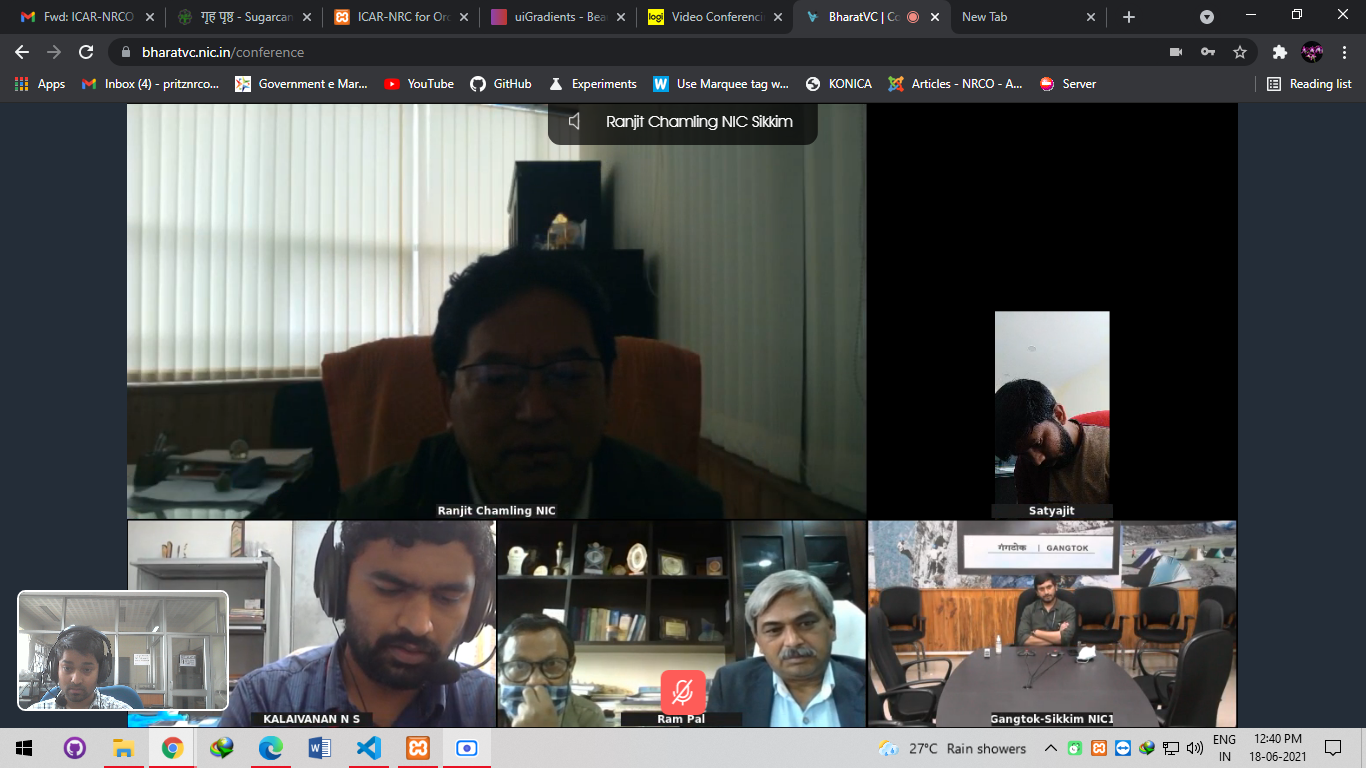 Fwd: ICAR-NRCO
गृह पृष्ठ - Sugarcan
ICAR-NRC for Orc
uiGradients - Bea
logi
Video Conferenci
BharatVC | Co
New Tab
bharatvc.nic.in/conference
Apps
Inbox (4) - pritznrco...
Government e Mar...
YouTube
GitHub
Experiments
W
Use Marquee tag w...
KONICA
Articles - NRCO - A...
Server
Reading list
Ranjit Chamling NIC Sikkim
Ranjit Chamling NIC
Satyajit
गंगटोक | GANGTOK
KALAIVANAN N S
Ram Pal
Gangtok-Sikkim NIC1
27°C Rain showers
ENG
IN
12:40 PM
18-06-2021